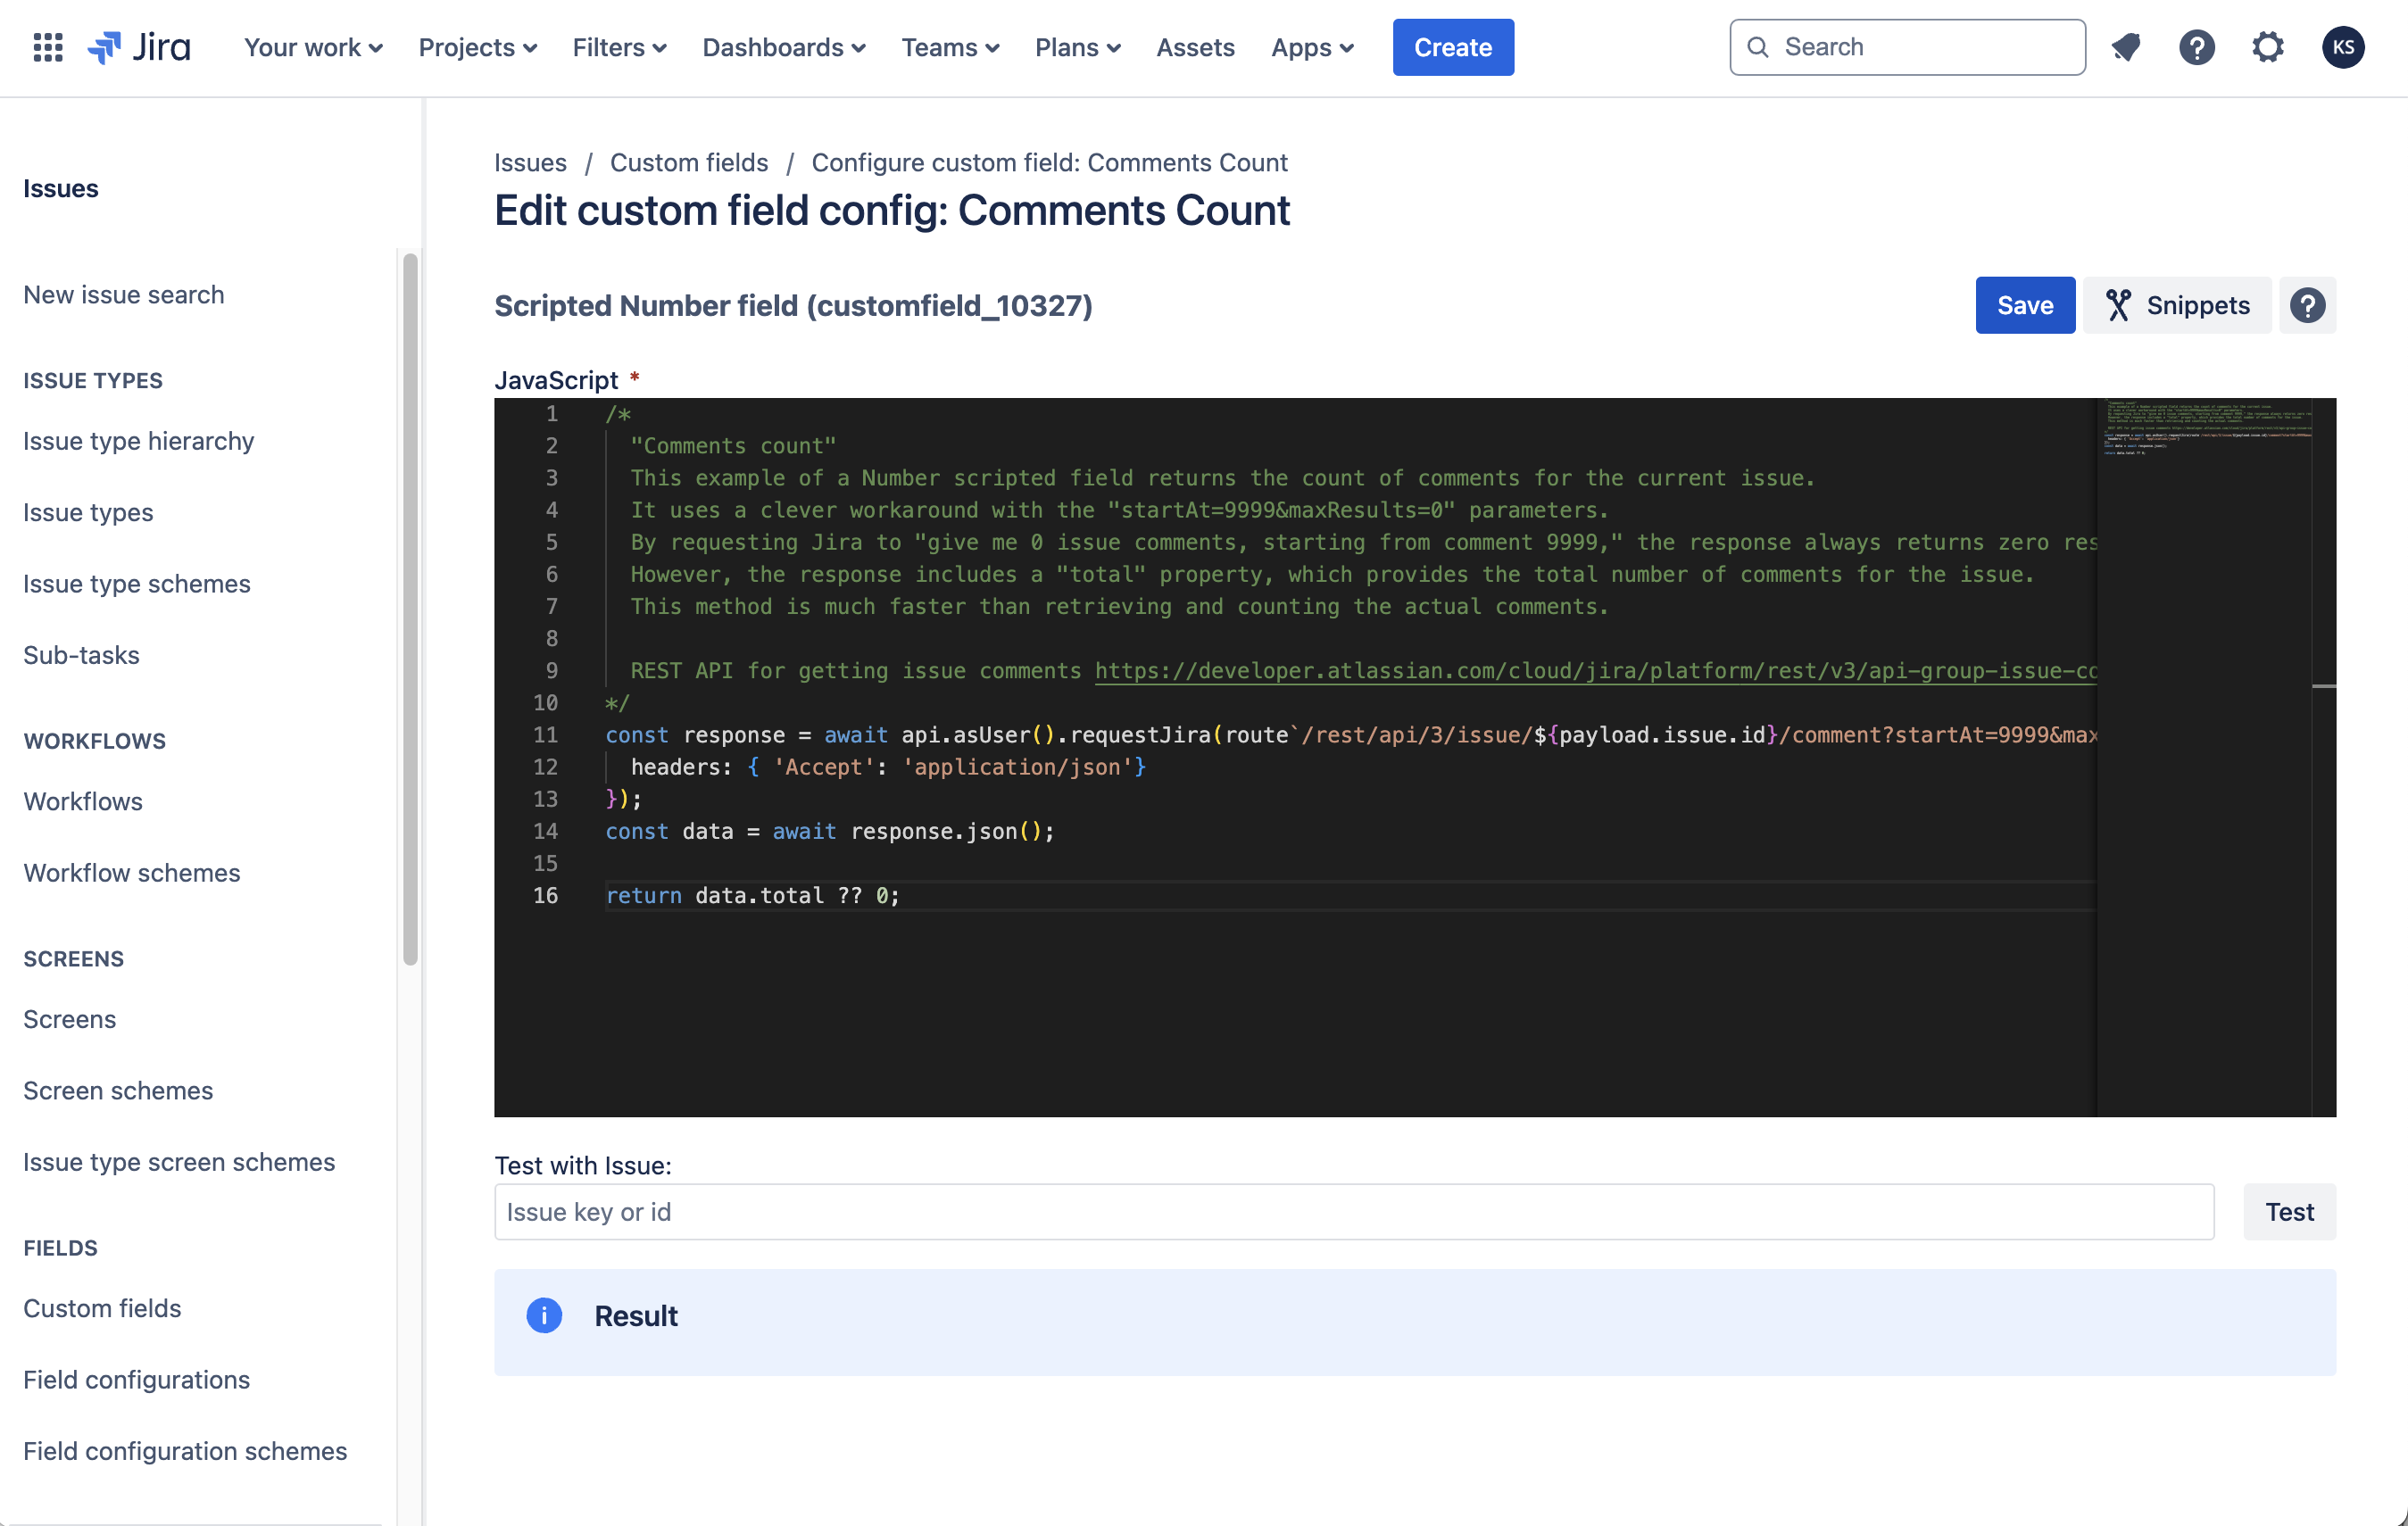 Jira
Your work
Projects
Filters
Dashboards
Teams
Plans
Assets
Apps
Create
Search
KS
Issues
New issue search
ISSUE TYPES
Issue type hierarchy
Issue types
Issue type schemes
Sub-tasks
WORKFLOWS
Workflows
Workflow schemes
SCREENS
Screens
Screen schemes
Issue type screen schemes
FIELDS
Custom fields
Field configurations
Field configuration schemes
Issues / Custom fields / Configure custom field: Comments Count
Edit custom field config: Comments Count
Scripted Number field (customfield_10327)
Save
Snippets
JavaScript *
1 /*
2 "Comments count"
3 This example of a Number scripted field returns the count of comments for the current issue.
4 It uses a clever workaround with the "startAt=9999&maxResults=0" parameters.
5 By requesting Jira to "give me 0 issue comments, starting from comment 9999," the response always returns zero res
6 However, the response includes a "total" property, which provides the total number of comments for the issue.
7 This method is much faster than retrieving and counting the actual comments.
8
9 REST API for getting issue comments https://developer.atlassian.com/cloud/jira/platform/rest/v3/api-group-issue-co
10 */
11 const response = await api.asUser().requestJira(route`/rest/api/3/issue/${payload.issue.id}/comment?startAt=9999&max
12 headers: { 'Accept': 'application/json'}
13 });
14 const data = await response.json();
15
16 return data.total ?? 0;
Test with Issue:
Issue key or id
Test
Result